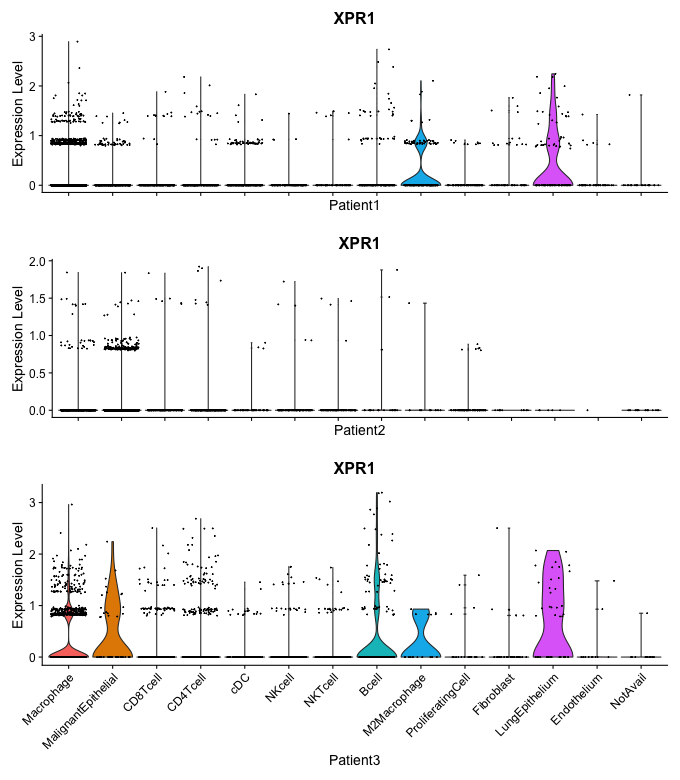 XPR1
Expression Level
3
2
1
0
Patient1
XPR1
Expression Level
2.0
1.5
1.0
0.5
0.0
Patient2
XPR1
Expression Level
3
2
1
0
Macrophage
MalignantEpithelial
CD8Tcell
CD4Tcell
cDC
NKcell
NKTcell
Bcell
M2Macrophage
ProliferatingCell
Fibroblast
LungEpithelium
Endothelium
NotAvail
Patient3